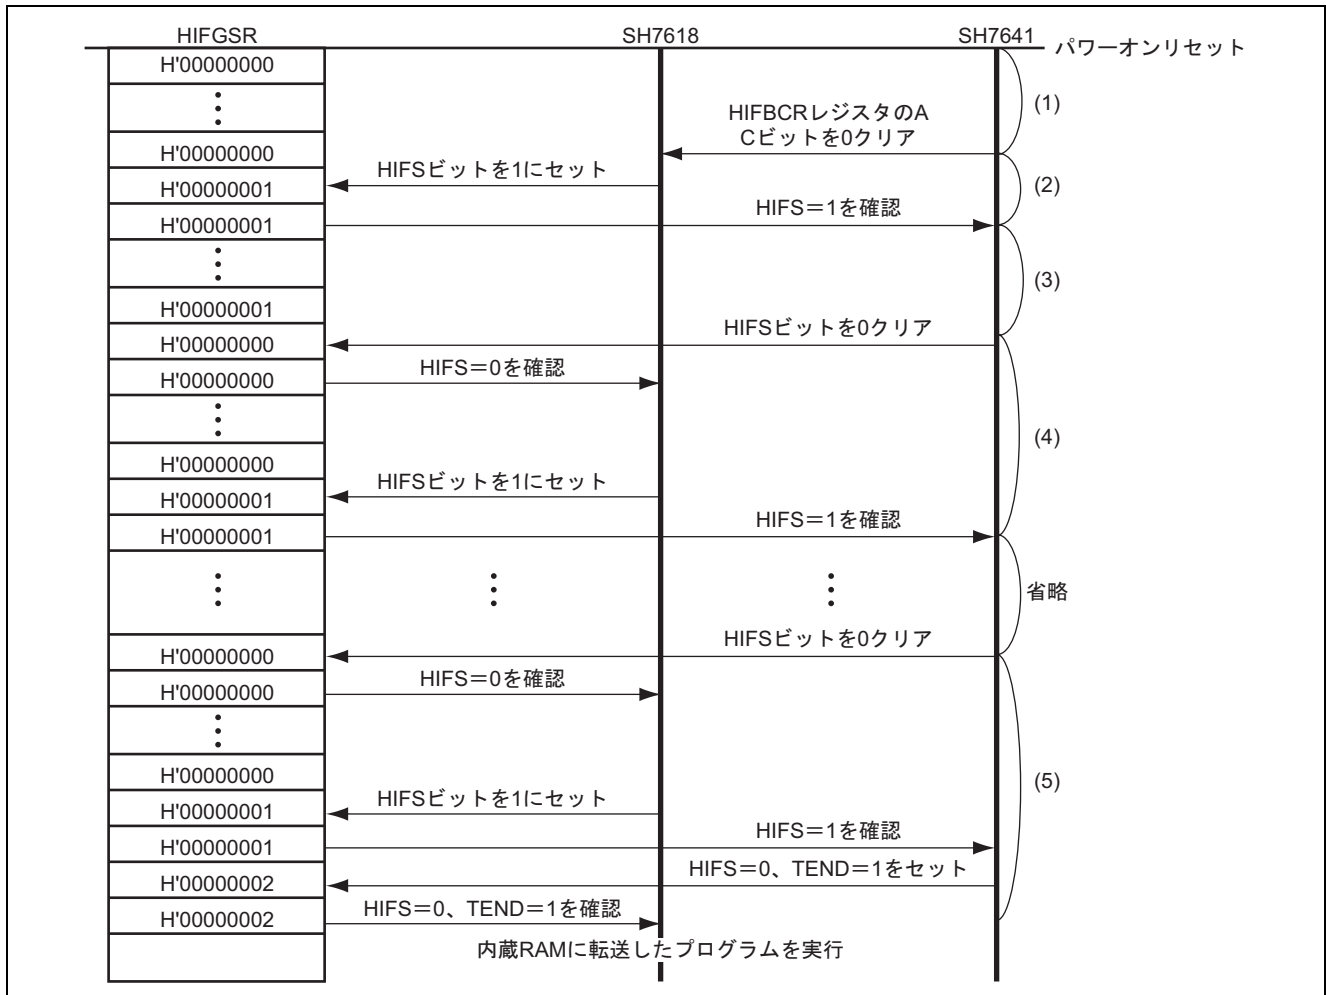 HIFGSR SH7618 SH7641
パワーオンリセット
H'00000000
(1)
HIFBCRレジスタのA
Cビットを0クリア
H'00000000
HIFSビットを1にセット
H'00000001
(2)
HIFS=1を確認
H'00000001
(3)
H'00000001
HIFSビットを0クリア
H'00000000
HIFS=0を確認
H'00000000
(4)
H'00000000
HIFSビットを1にセット
H'00000001
HIFS=1を確認
H'00000001
省略
HIFSビットを0クリア
H'00000000
HIFS=0を確認
H'00000000
H'00000000
(5)
HIFSビットを1にセット
H'00000001
HIFS=1を確認
H'00000001
HIFS=0、TEND=1をセット
H'00000002
HIFS=0、TEND=1を確認
H'00000002
内蔵RAMに転送したプログラムを実行